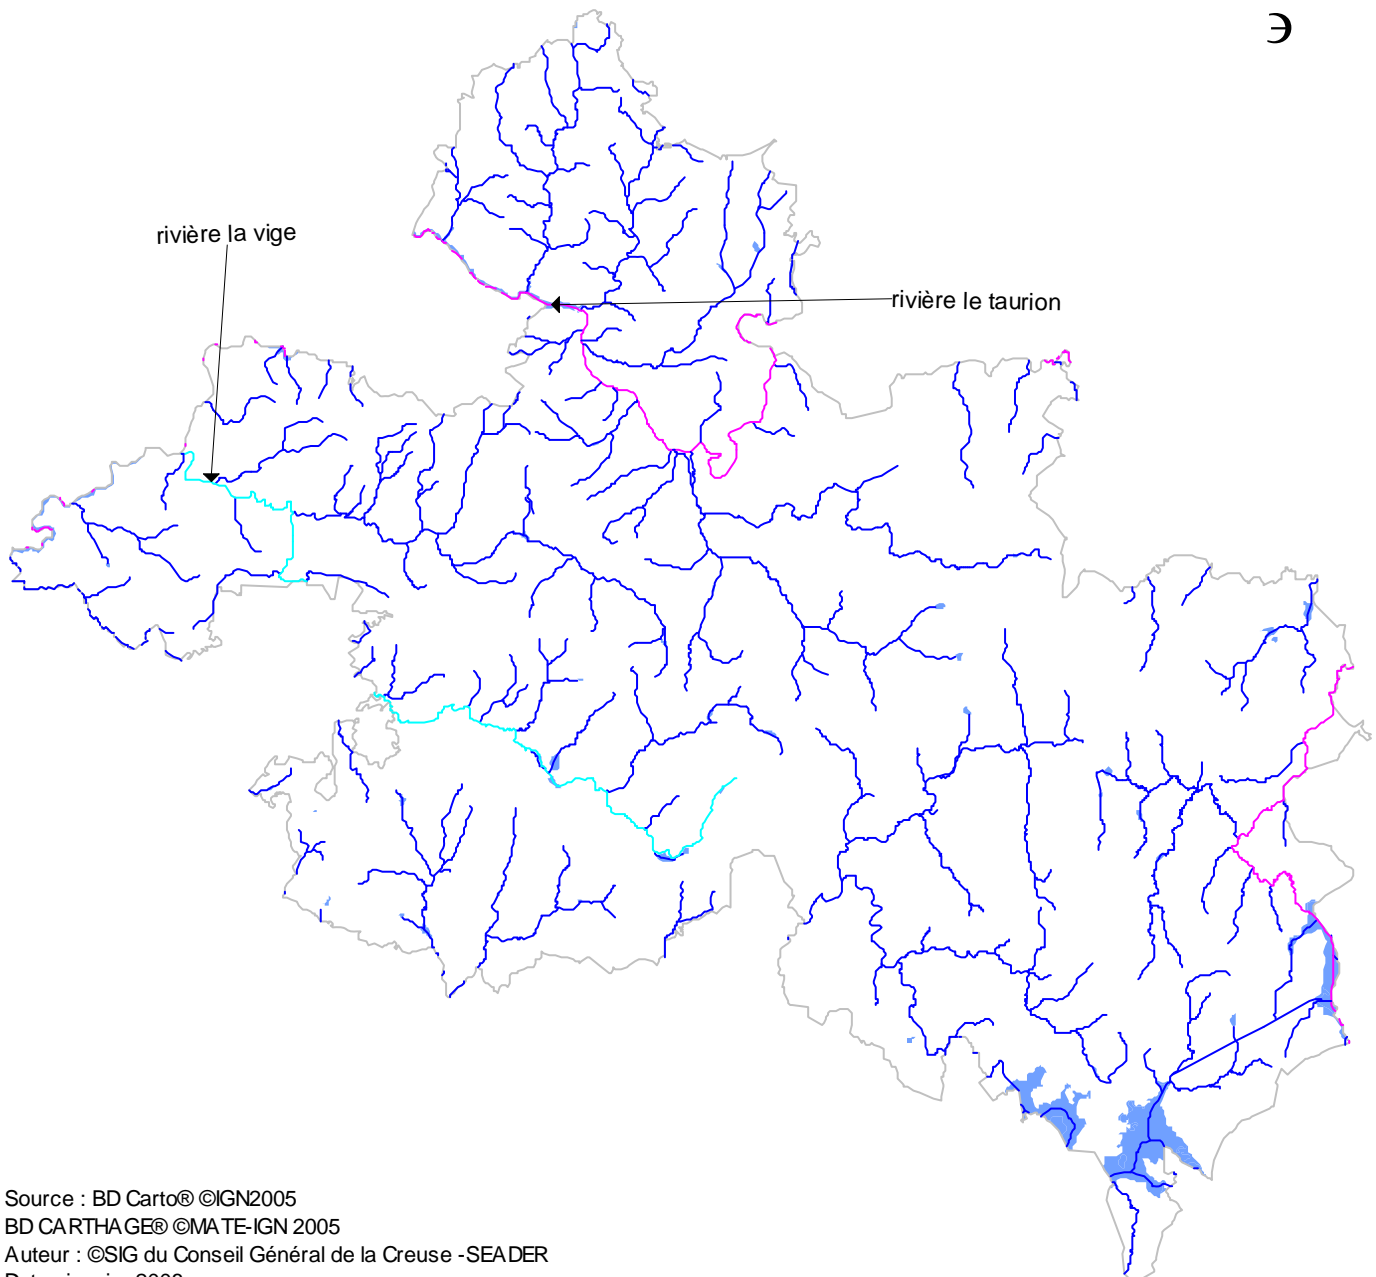 rivière la vige
rivière le taurion
Source : BD Carto® ©IGN2005
BD CARTHAGE® ©MATE-IGN 2005
Auteur : ©SIG du Conseil Général de la Creuse -SEADER